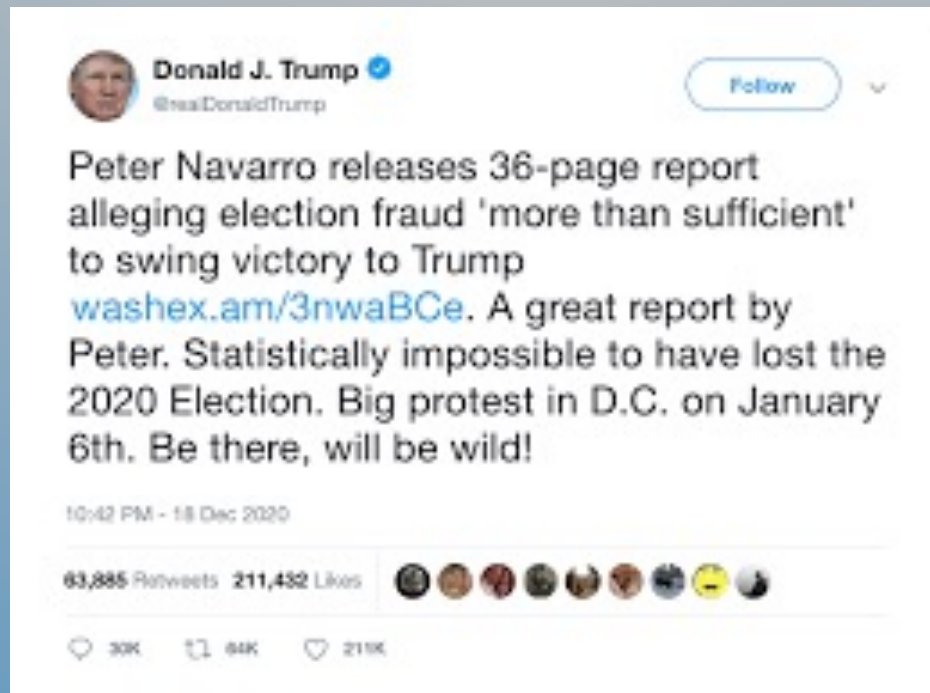 Donald J. Trump
@realDonaldTrump
Follow
Peter Navarro releases 36-page report
alleging election fraud 'more than sufficient'
to swing victory to Trump
washex.am/3nwaBCe. A great report by
Peter. Statistically impossible to have lost the
2020 Election. Big protest in D.C. on January
6th. Be there, will be wild!
10:42 PM - 18 Dec 2020
63,885 Retweets 211,432 Likes
30K 64K 211K